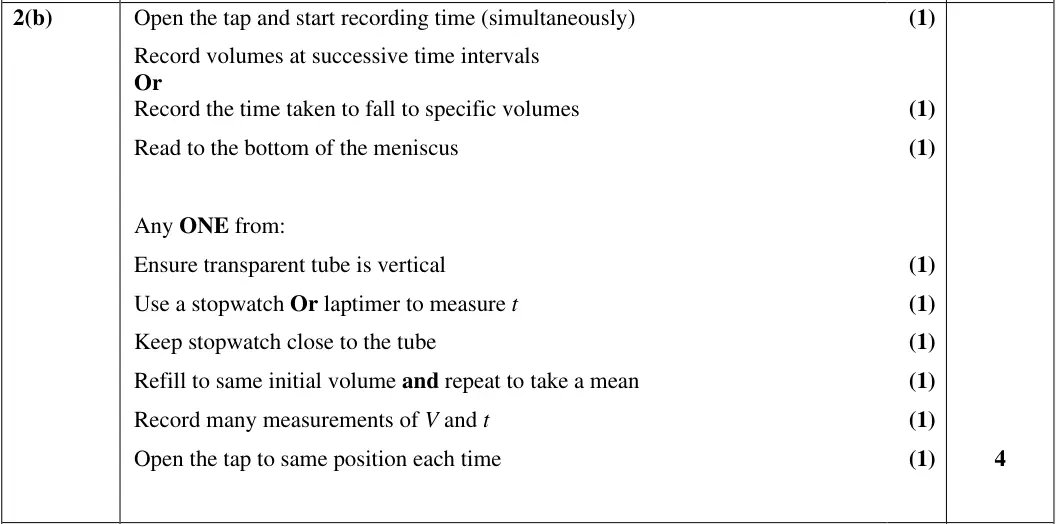 2(b) Open the tap and start recording time (simultaneously) (1)
Record volumes at successive time intervals
Or
Record the time taken to fall to specific volumes (1)
Read to the bottom of the meniscus (1)
Any ONE from:
Ensure transparent tube is vertical (1)
Use a stopwatch Or laptimer to measure t (1)
Keep stopwatch close to the tube (1)
Refill to same initial volume and repeat to take a mean (1)
Record many measurements of V and t (1)
Open the tap to same position each time (1) 4